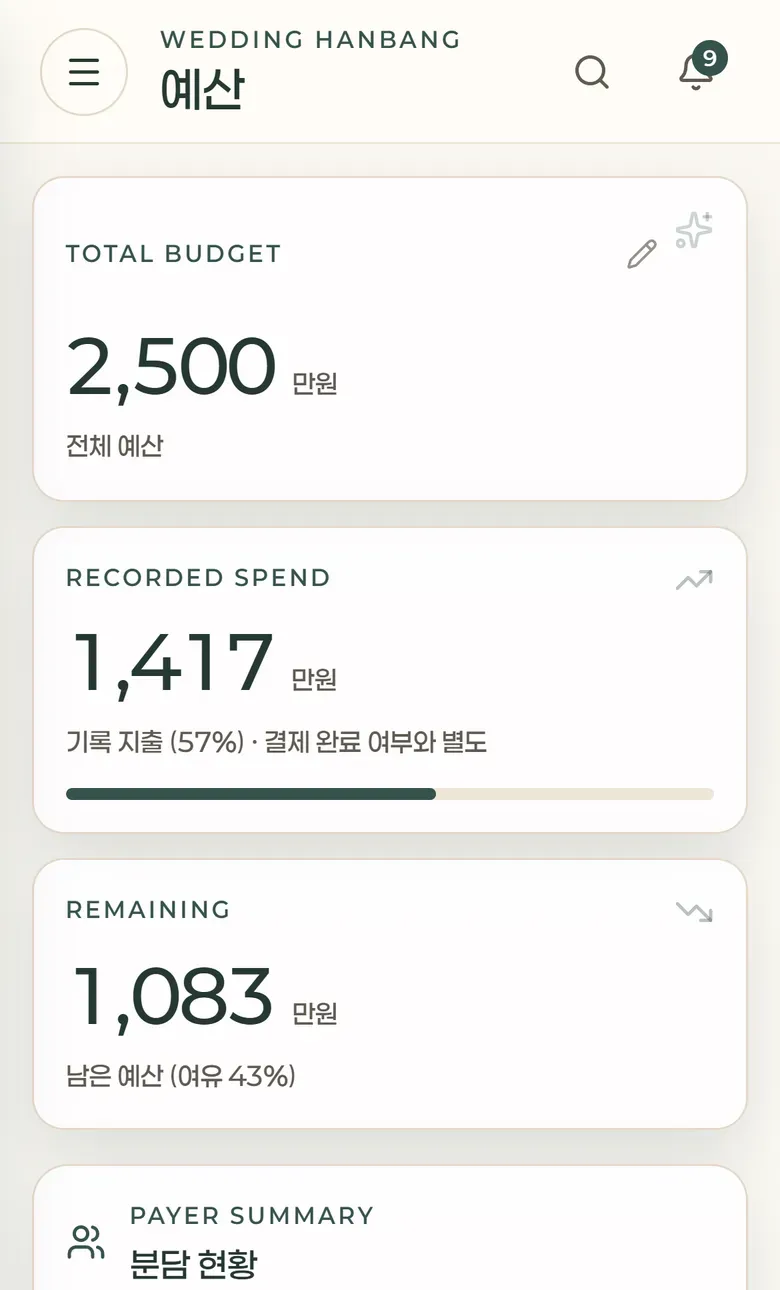 WEDDING HANBANG
예산
9
TOTAL BUDGET
2,500 만원
전체 예산
RECORDED SPEND
1,417 만원
기록 지출 (57%) · 결제 완료 여부와 별도
REMAINING
1,083 만원
남은 예산 (여유 43%)
PAYER SUMMARY
분담 현황